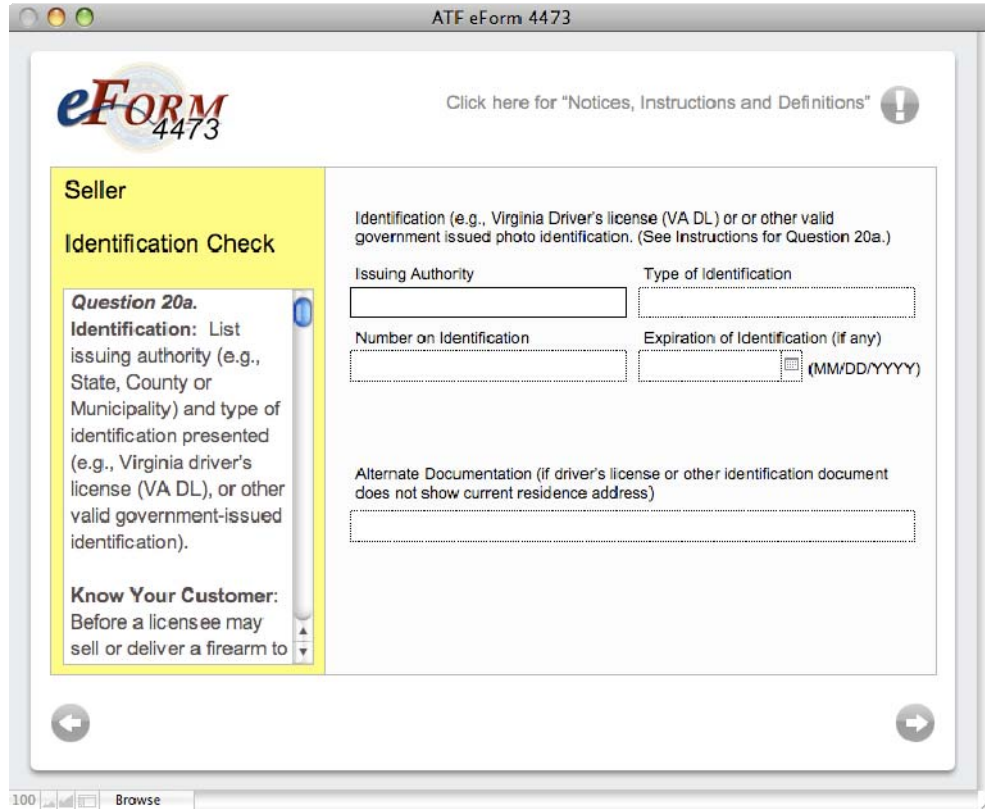 ATF eForm 4473
eFORM
4473
Click here for “Notices, Instructions and Definitions”
!
Seller
Identification Check
Question 20a.
Identification: List
issuing authority (e.g.,
State, County or
Municipality) and type of
identification presented
(e.g., Virginia driver's
license (VA DL), or other
valid government-issued
identification).
Know Your Customer:
Before a licensee may
sell or deliver a firearm to
Identification (e.g., Virginia Driver's license (VA DL) or or other valid
government issued photo identification. (See Instructions for Question 20a.)
Issuing Authority
Type of Identification
Number on Identification
Expiration of Identification (if any)
(MM/DD/YYYY)
Alternate Documentation (if driver's license or other identification document
does not show current residence address)
100
Browse